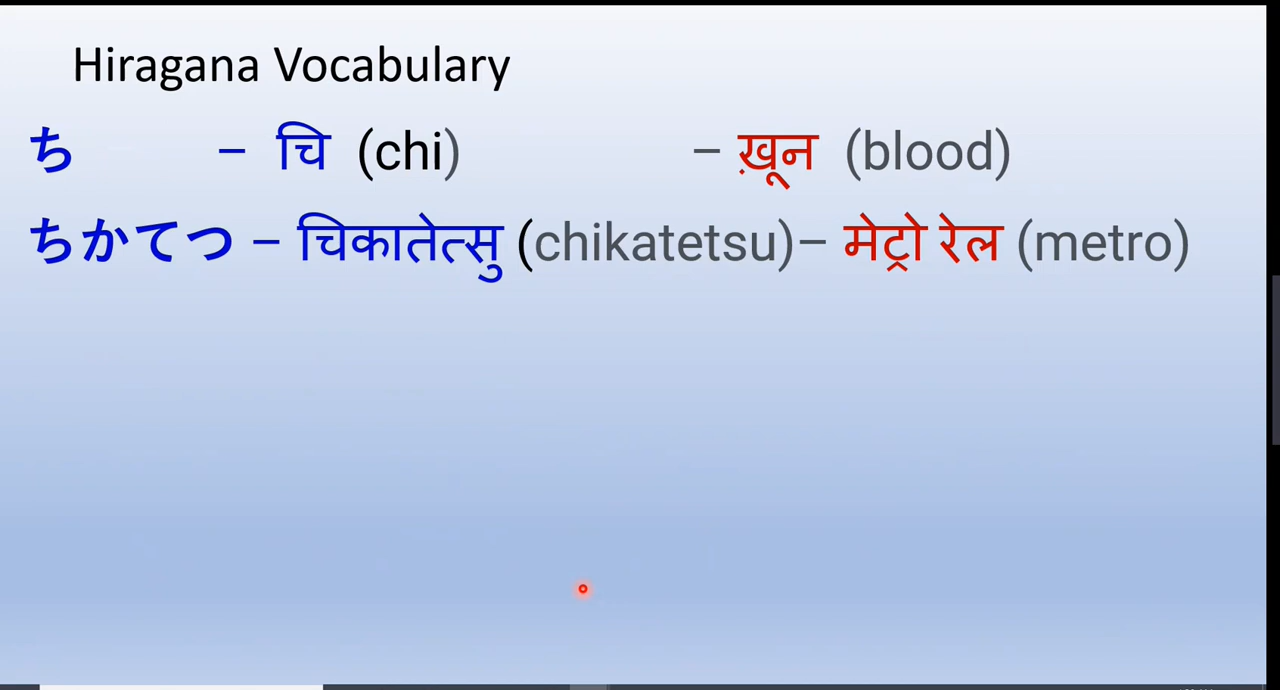 Hiragana Vocabulary
ち – चि (chi) – ख़ून (blood)
ちかてつ – चिकातेत्सु (chikatetsu)– मेट्रो रेल (metro)